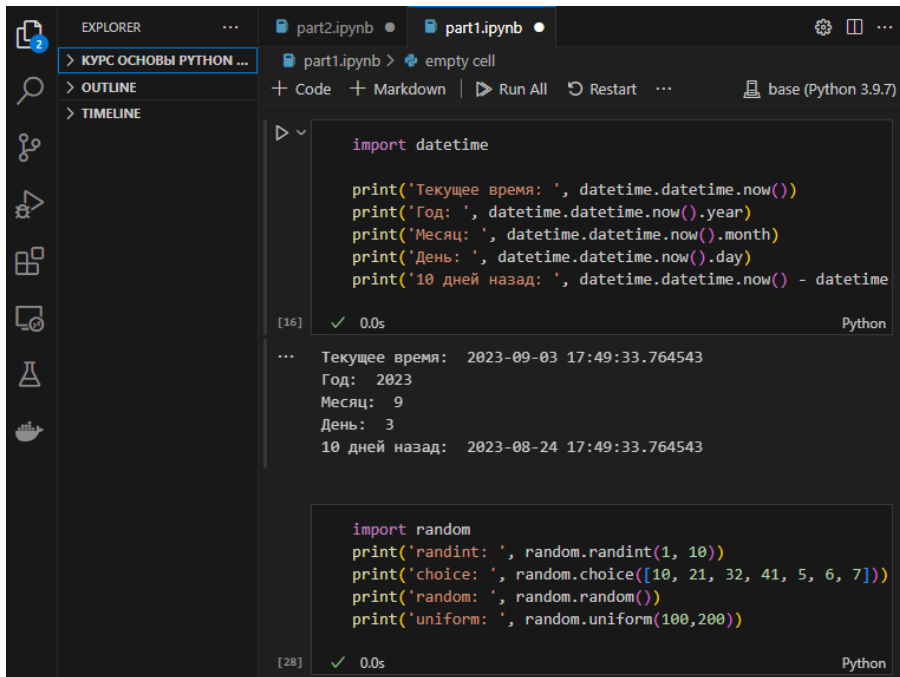 EXPLORER ···
part2.ipynb ● part1.ipynb ● ···
2
> КУРС ОСНОВЫ PYTHON ...
> OUTLINE
> TIMELINE
part1.ipynb > empty cell
+ Code + Markdown | Run All Restart ··· base (Python 3.9.7)
import datetime
print('Текущее время: ', datetime.datetime.now())
print('Год: ', datetime.datetime.now().year)
print('Месяц: ', datetime.datetime.now().month)
print('День: ', datetime.datetime.now().day)
print('10 дней назад: ', datetime.datetime.now() - datetime
[16] ✓ 0.0s Python
··· Текущее время:  2023-09-03 17:49:33.764543
Год:  2023
Месяц:  9
День:  3
10 дней назад:  2023-08-24 17:49:33.764543
import random
print('randint: ', random.randint(1, 10))
print('choice: ', random.choice([10, 21, 32, 41, 5, 6, 7]))
print('random: ', random.random())
print('uniform: ', random.uniform(100,200))
[28] ✓ 0.0s Python